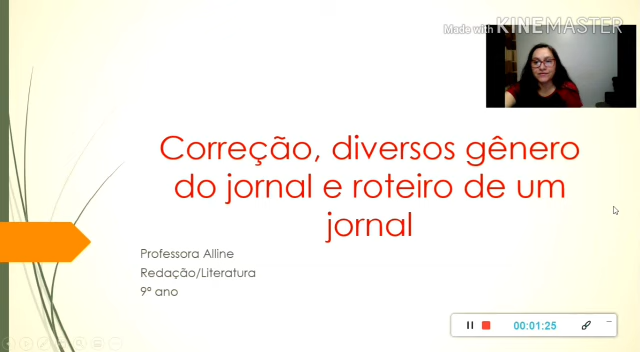 Made with KINEMASTER
Correção, diversos gênero
do jornal e roteiro de um
jornal
Professora Alline
Redação/Literatura
9º ano
00:01:25